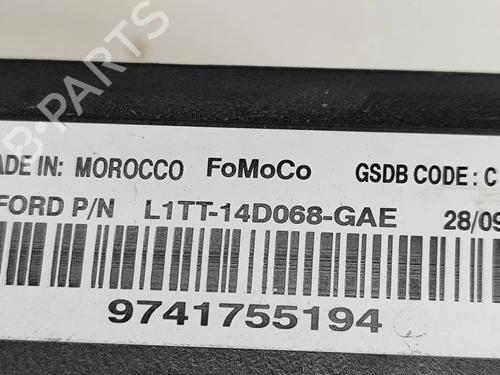 B-PARTS
ADE IN: MOROCCO FoMoCo GSDB CODE : C
FORD P/N L1TT-14D068-GAE 28/09
9741755194